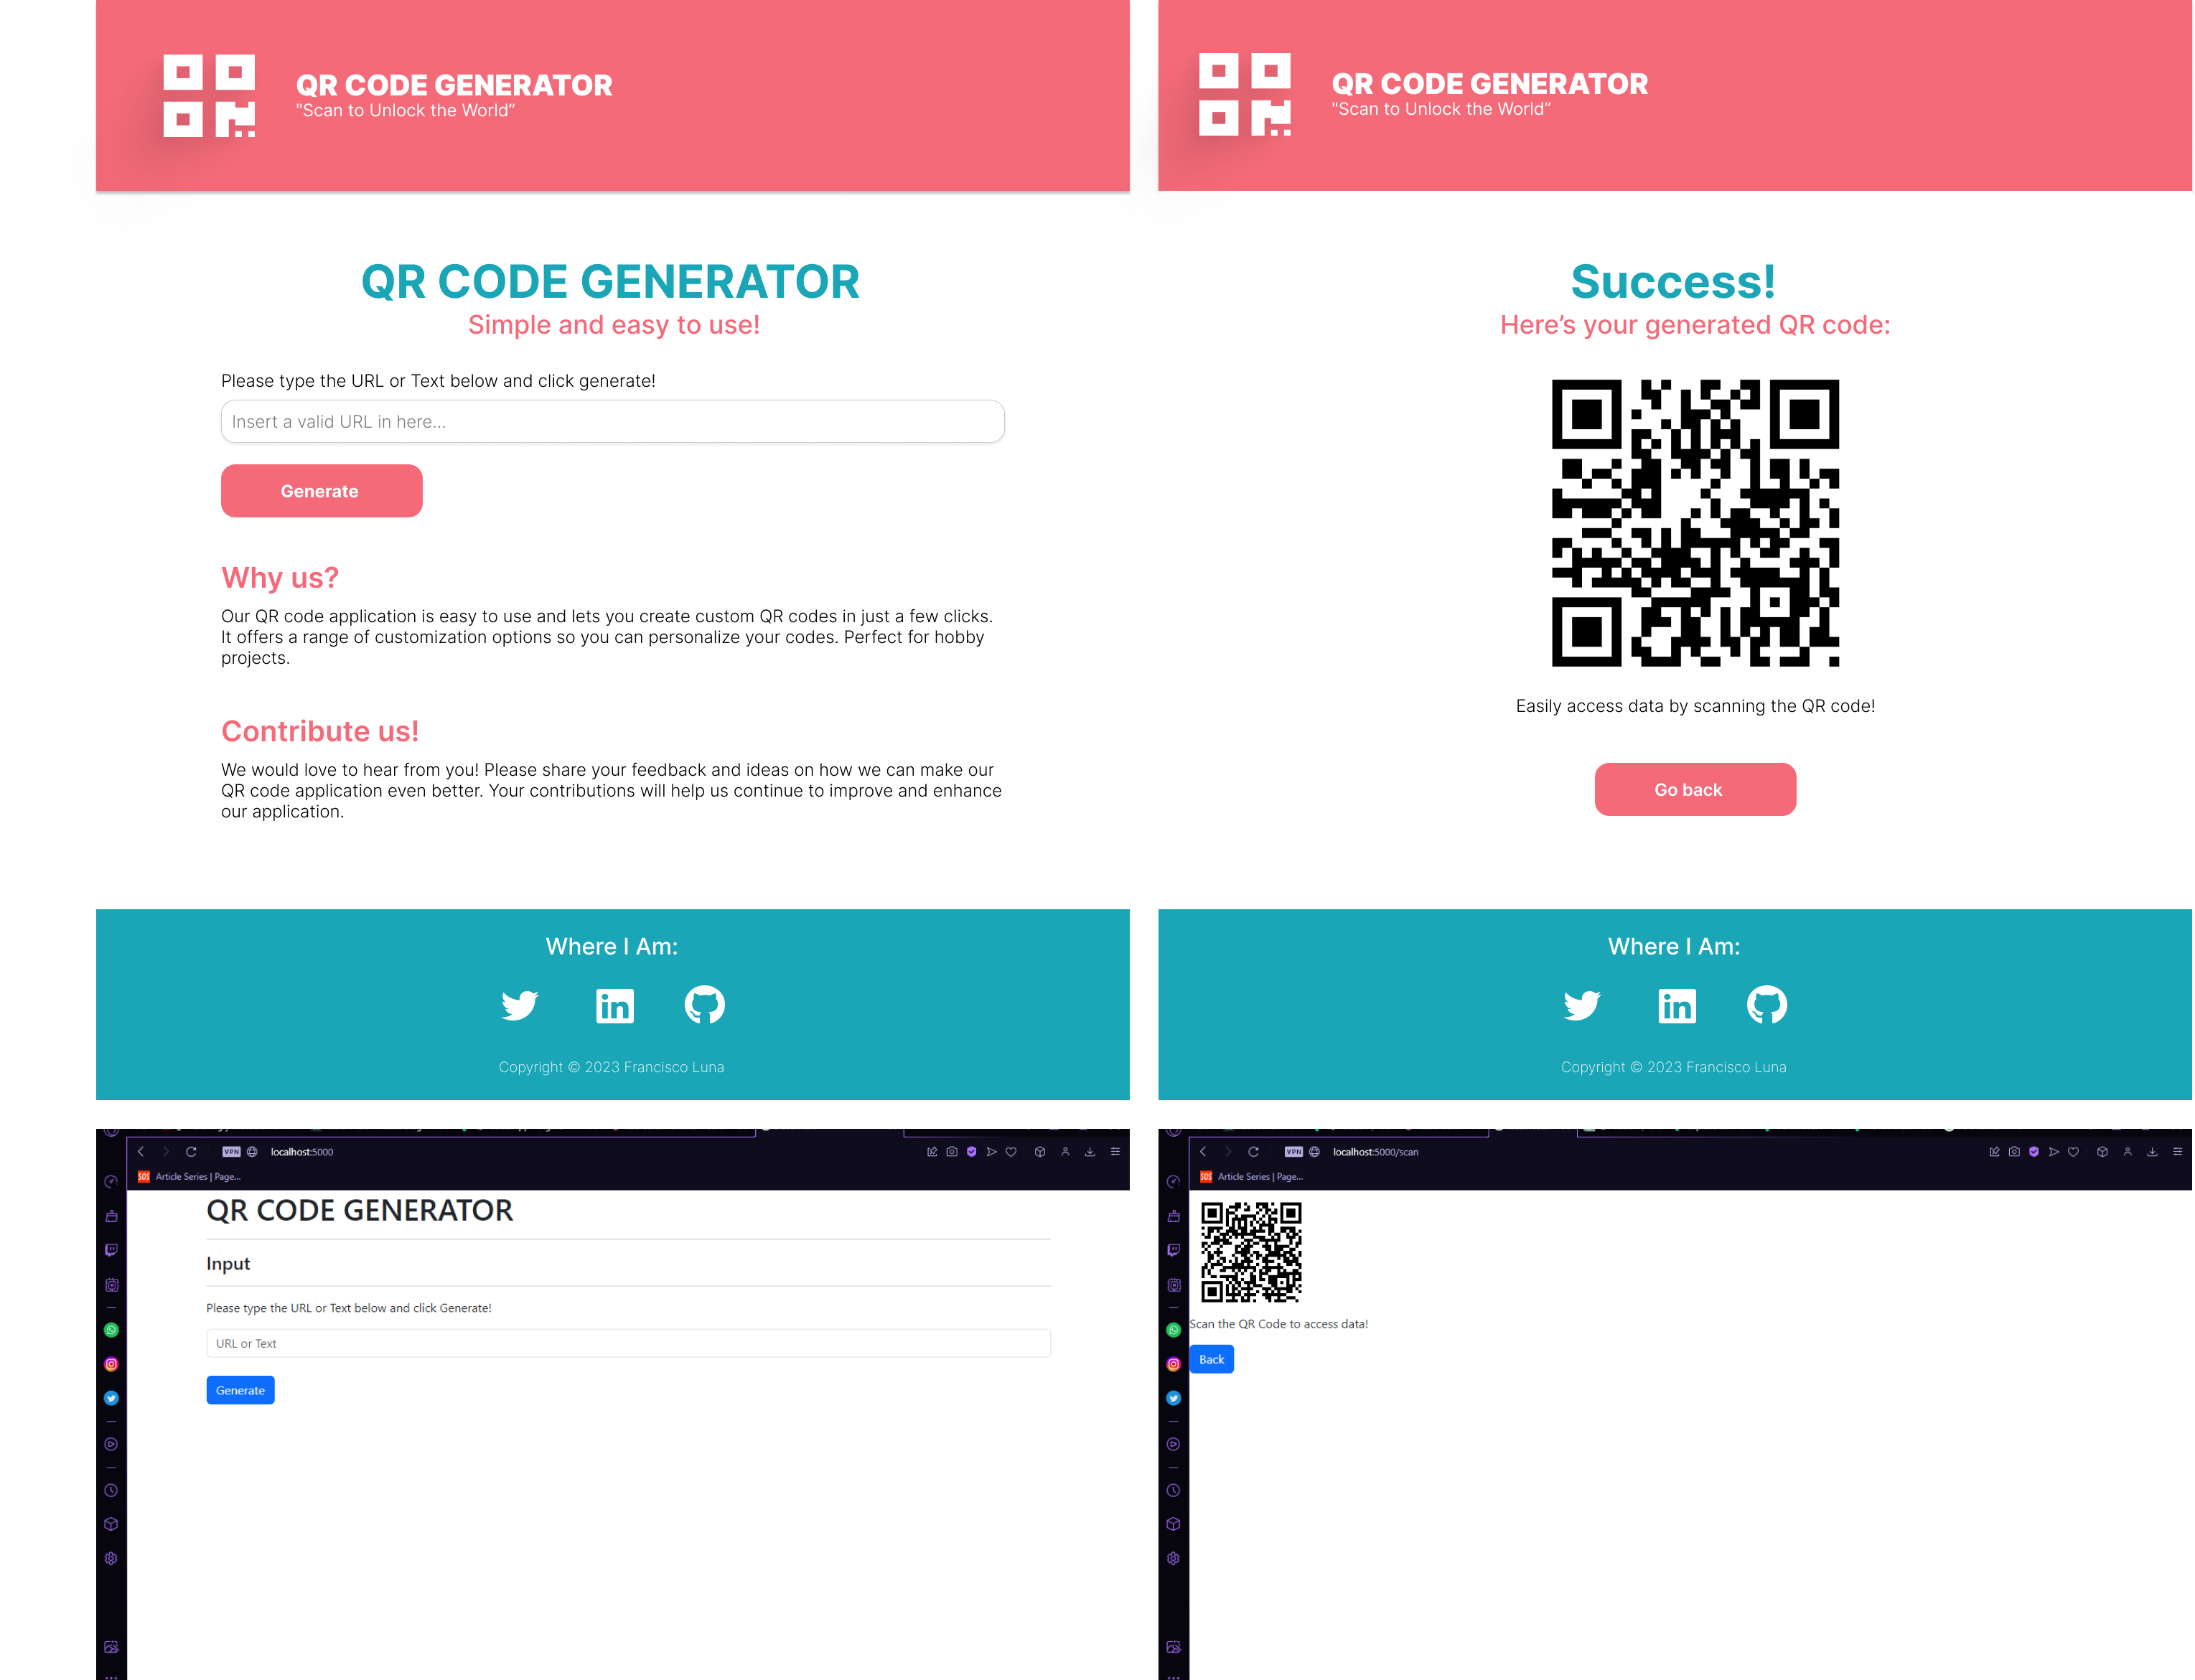 QR CODE GENERATOR
"Scan to Unlock the World”
QR CODE GENERATOR
Simple and easy to use!
Please type the URL or Text below and click generate!
Insert a valid URL in here...
Generate
Why us?
Our QR code application is easy to use and lets you create custom QR codes in just a few clicks.
It offers a range of customization options so you can personalize your codes. Perfect for hobby
projects.
Contribute us!
We would love to hear from you! Please share your feedback and ideas on how we can make our
QR code application even better. Your contributions will help us continue to improve and enhance
our application.
Where I Am:
in
Copyright © 2023 Francisco Luna
QR CODE GENERATOR
"Scan to Unlock the World”
Success!
Here’s your generated QR code:
Easily access data by scanning the QR code!
Go back
Where I Am:
in
Copyright © 2023 Francisco Luna
VPN localhost:5000
SOS Article Series | Page...
QR CODE GENERATOR
Input
Please type the URL or Text below and click Generate!
URL or Text
Generate
VPN localhost:5000/scan
SOS Article Series | Page...
Scan the QR Code to access data!
Back